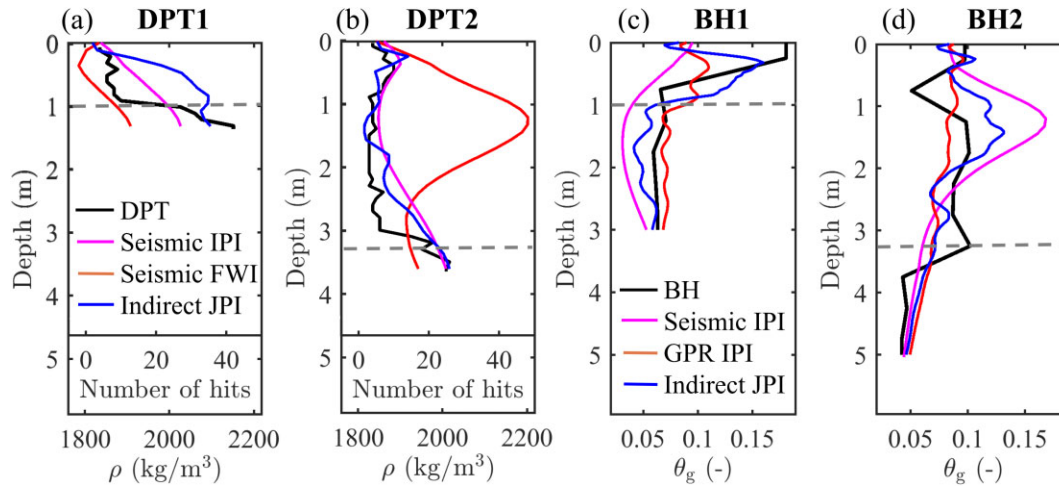 (a) DPT1
0
1
2
3
4
5
Depth (m)
DPT
Seismic IPI
Seismic FWI
Indirect JPI
0 20 40
Number of hits
1800 2000 2200
ρ (kg/m³)
(b) DPT2
0
1
2
3
4
5
Depth (m)
0 20 40
Number of hits
1800 2000 2200
ρ (kg/m³)
(c) BH1
0
1
2
3
4
5
Depth (m)
BH
Seismic IPI
GPR IPI
Indirect JPI
0.05 0.1 0.15
θg (-)
(d) BH2
0
1
2
3
4
5
Depth (m)
0.05 0.1 0.15
θg (-)